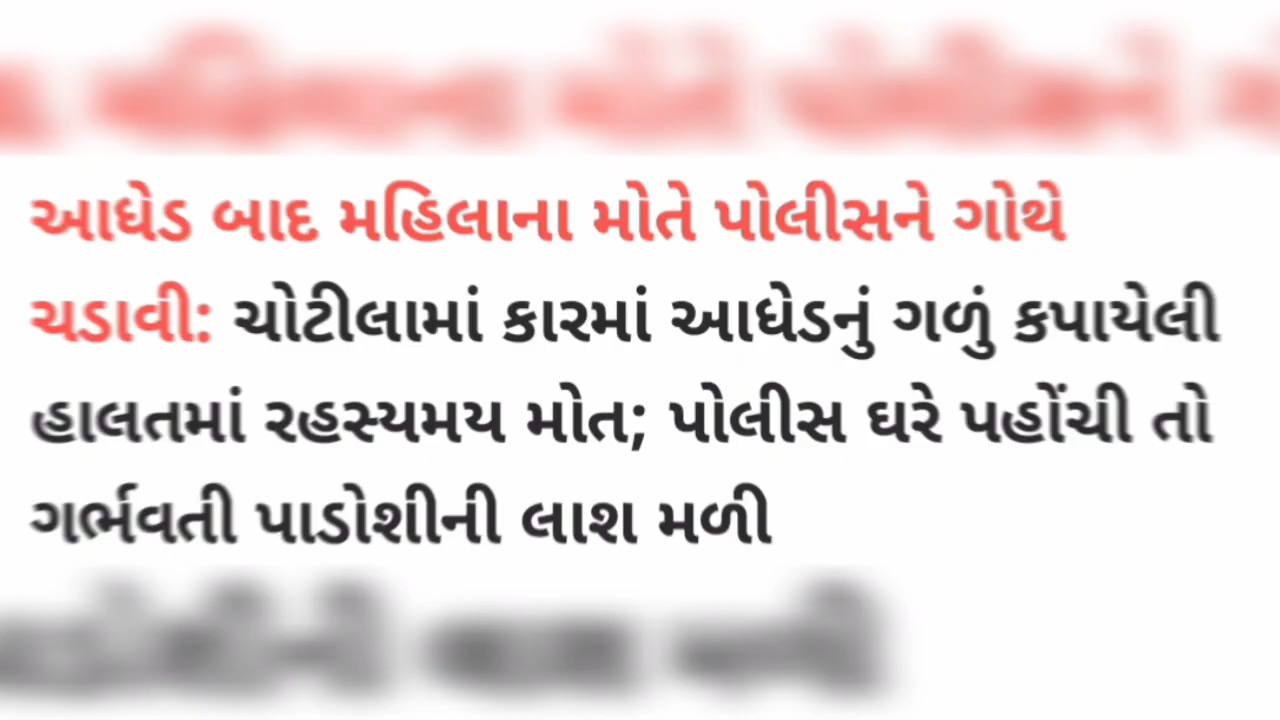 આધેડ બાદ મહિલાના મોતે પોલીસને ગોથે
ચડાવી: ચોટીલામાં કારમાં આધેડનું ગળું કપાયેલી
હાલતમાં રહસ્યમય મોત; પોલીસ ઘરે પહોંચી તો
ગર્ભવતી પાડોશીની લાશ મળી